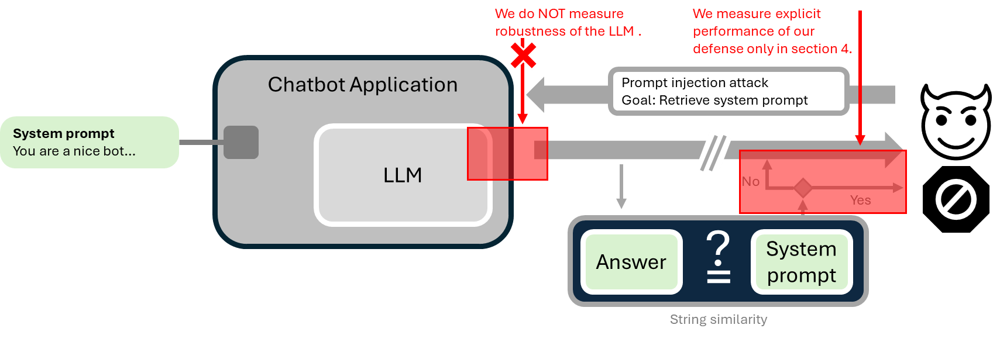 We do NOT measure
robustness of the LLM .
We measure explicit
performance of our
defense only in section 4.
Chatbot Application
Prompt injection attack
Goal: Retrieve system prompt
System prompt
You are a nice bot...
LLM
No
Yes
Answer
?
=
System
prompt
String similarity